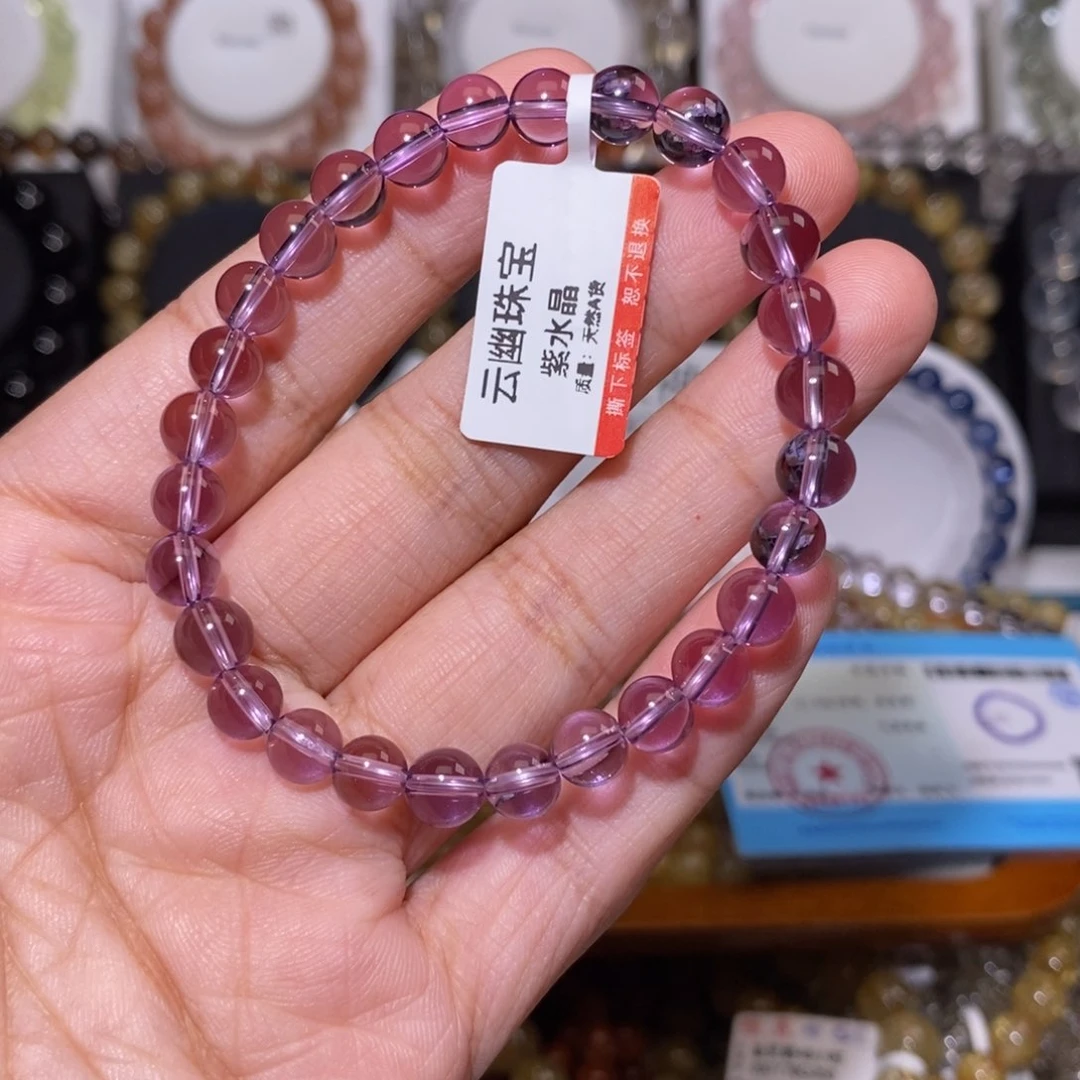 云幽珠宝
紫水晶
质量：天然A货
撕下标签 恕不退换